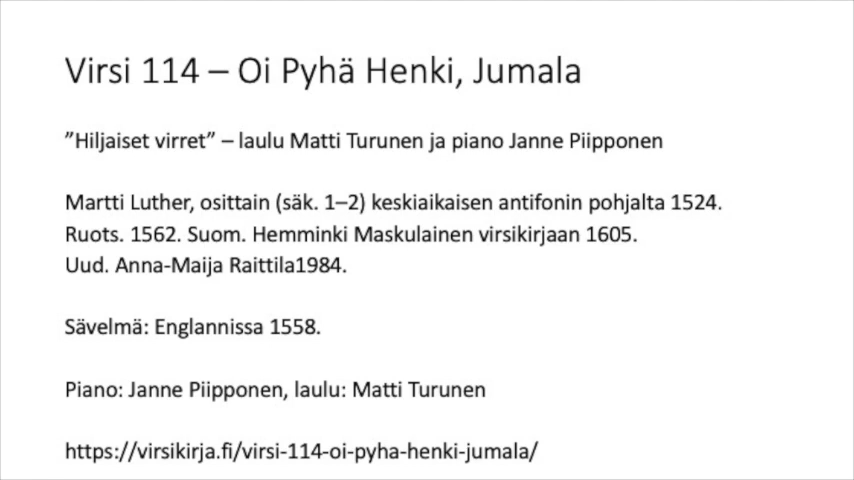 Virsi 114 – Oi Pyhä Henki, Jumala
”Hiljaiset virret” – laulu Matti Turunen ja piano Janne Piipponen
Martti Luther, osittain (säk. 1–2) keskiaikaisen antifonin pohjalta 1524.
Ruots. 1562. Suom. Hemminki Maskulainen virsikirjaan 1605.
Uud. Anna-Maija Raittila1984.
Sävelmä: Englannissa 1558.
Piano: Janne Piipponen, laulu: Matti Turunen
https://virsikirja.fi/virsi-114-oi-pyha-henki-jumala/